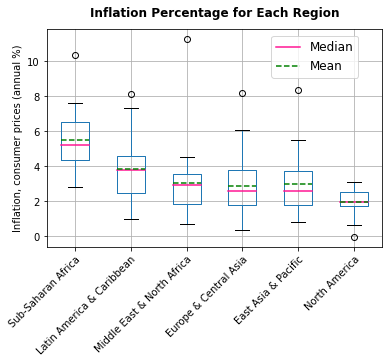 Inflation Percentage for Each Region
Median
Mean
Inflation, consumer prices (annual %)
10
8
6
4
2
0
Sub-Saharan Africa
Latin America & Caribbean
Middle East & North Africa
Europe & Central Asia
East Asia & Pacific
North America